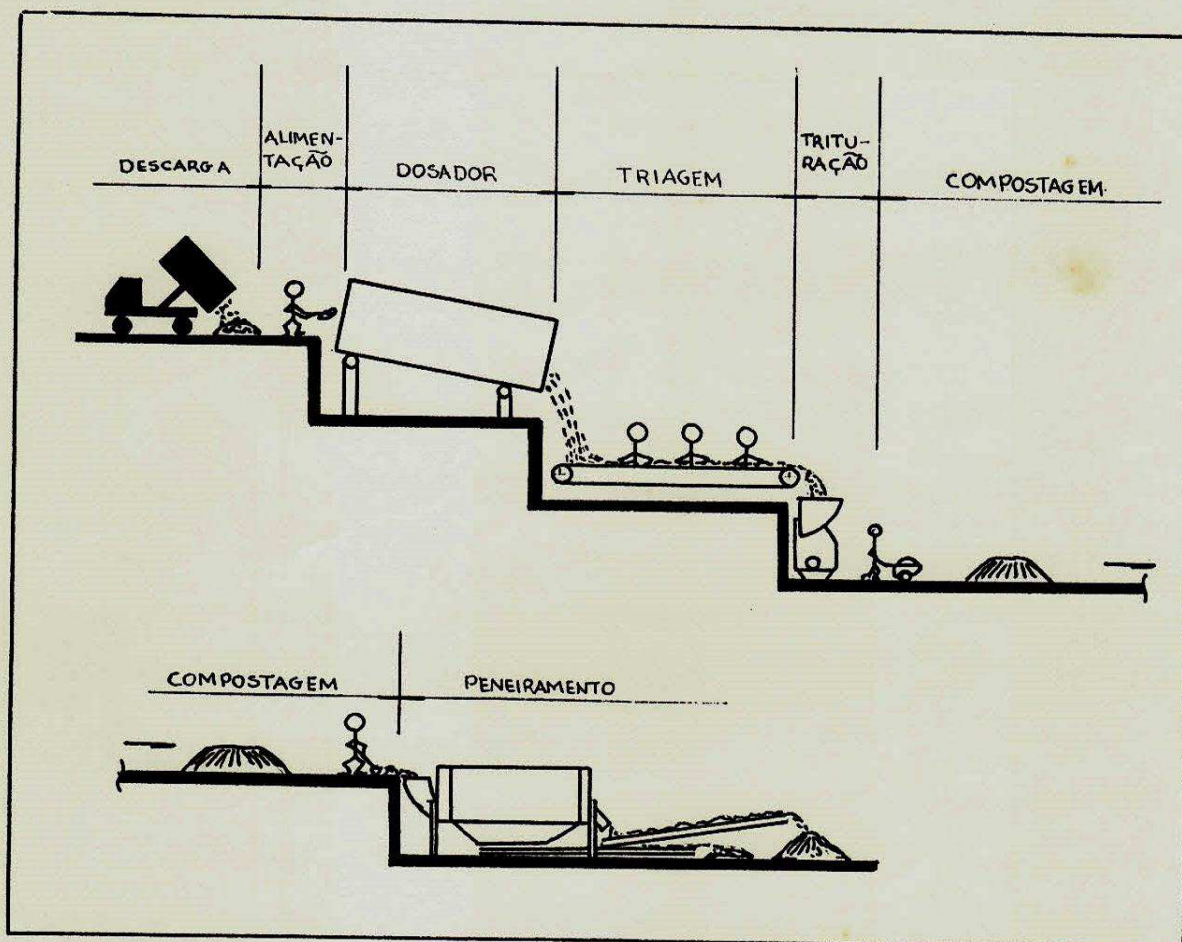 DESCARGA
ALIMEN-
TAÇÃO
DOSADOR
TRIAGEM
TRITU-
RAÇÃO
COMPOSTAGEM.
COMPOSTAGEM
PENEIRAMENTO